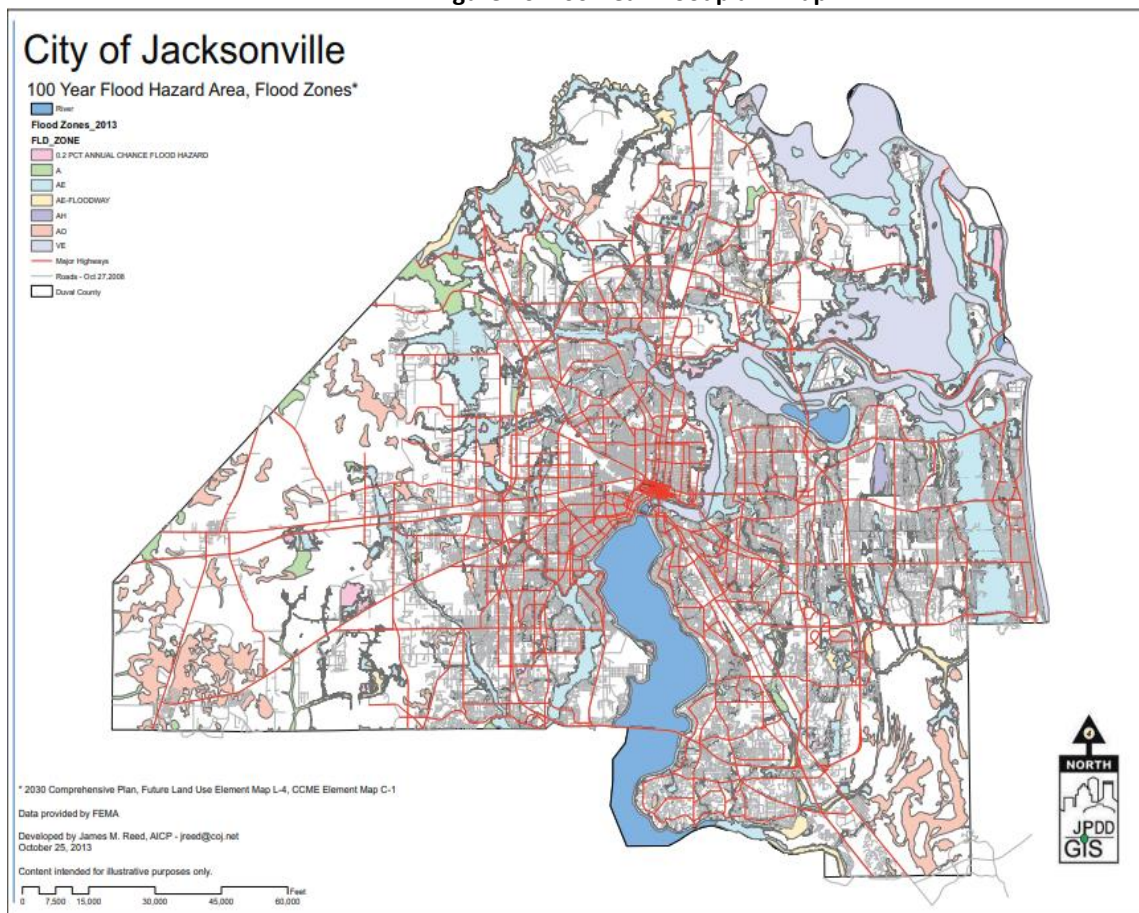 City of Jacksonville
100 Year Flood Hazard Area, Flood Zones*
River
Flood Zones_2013
FLD_ZONE
0.2 PCT ANNUAL CHANCE FLOOD HAZARD
A
AE
AE-FLOODWAY
AH
AO
VE
Major Highways
Roads - Oct 27,2008
Duval County
* 2030 Comprehensive Plan, Future Land Use Element Map L-4, CCME Element Map C-1
Data provided by FEMA
Developed by James M. Reed, AICP - jreed@coj.net
October 25, 2013
Content intended for illustrative purposes only.
Feet
0 7,500 15,000 30,000 45,000 60,000
NORTH
JPDD
GIS